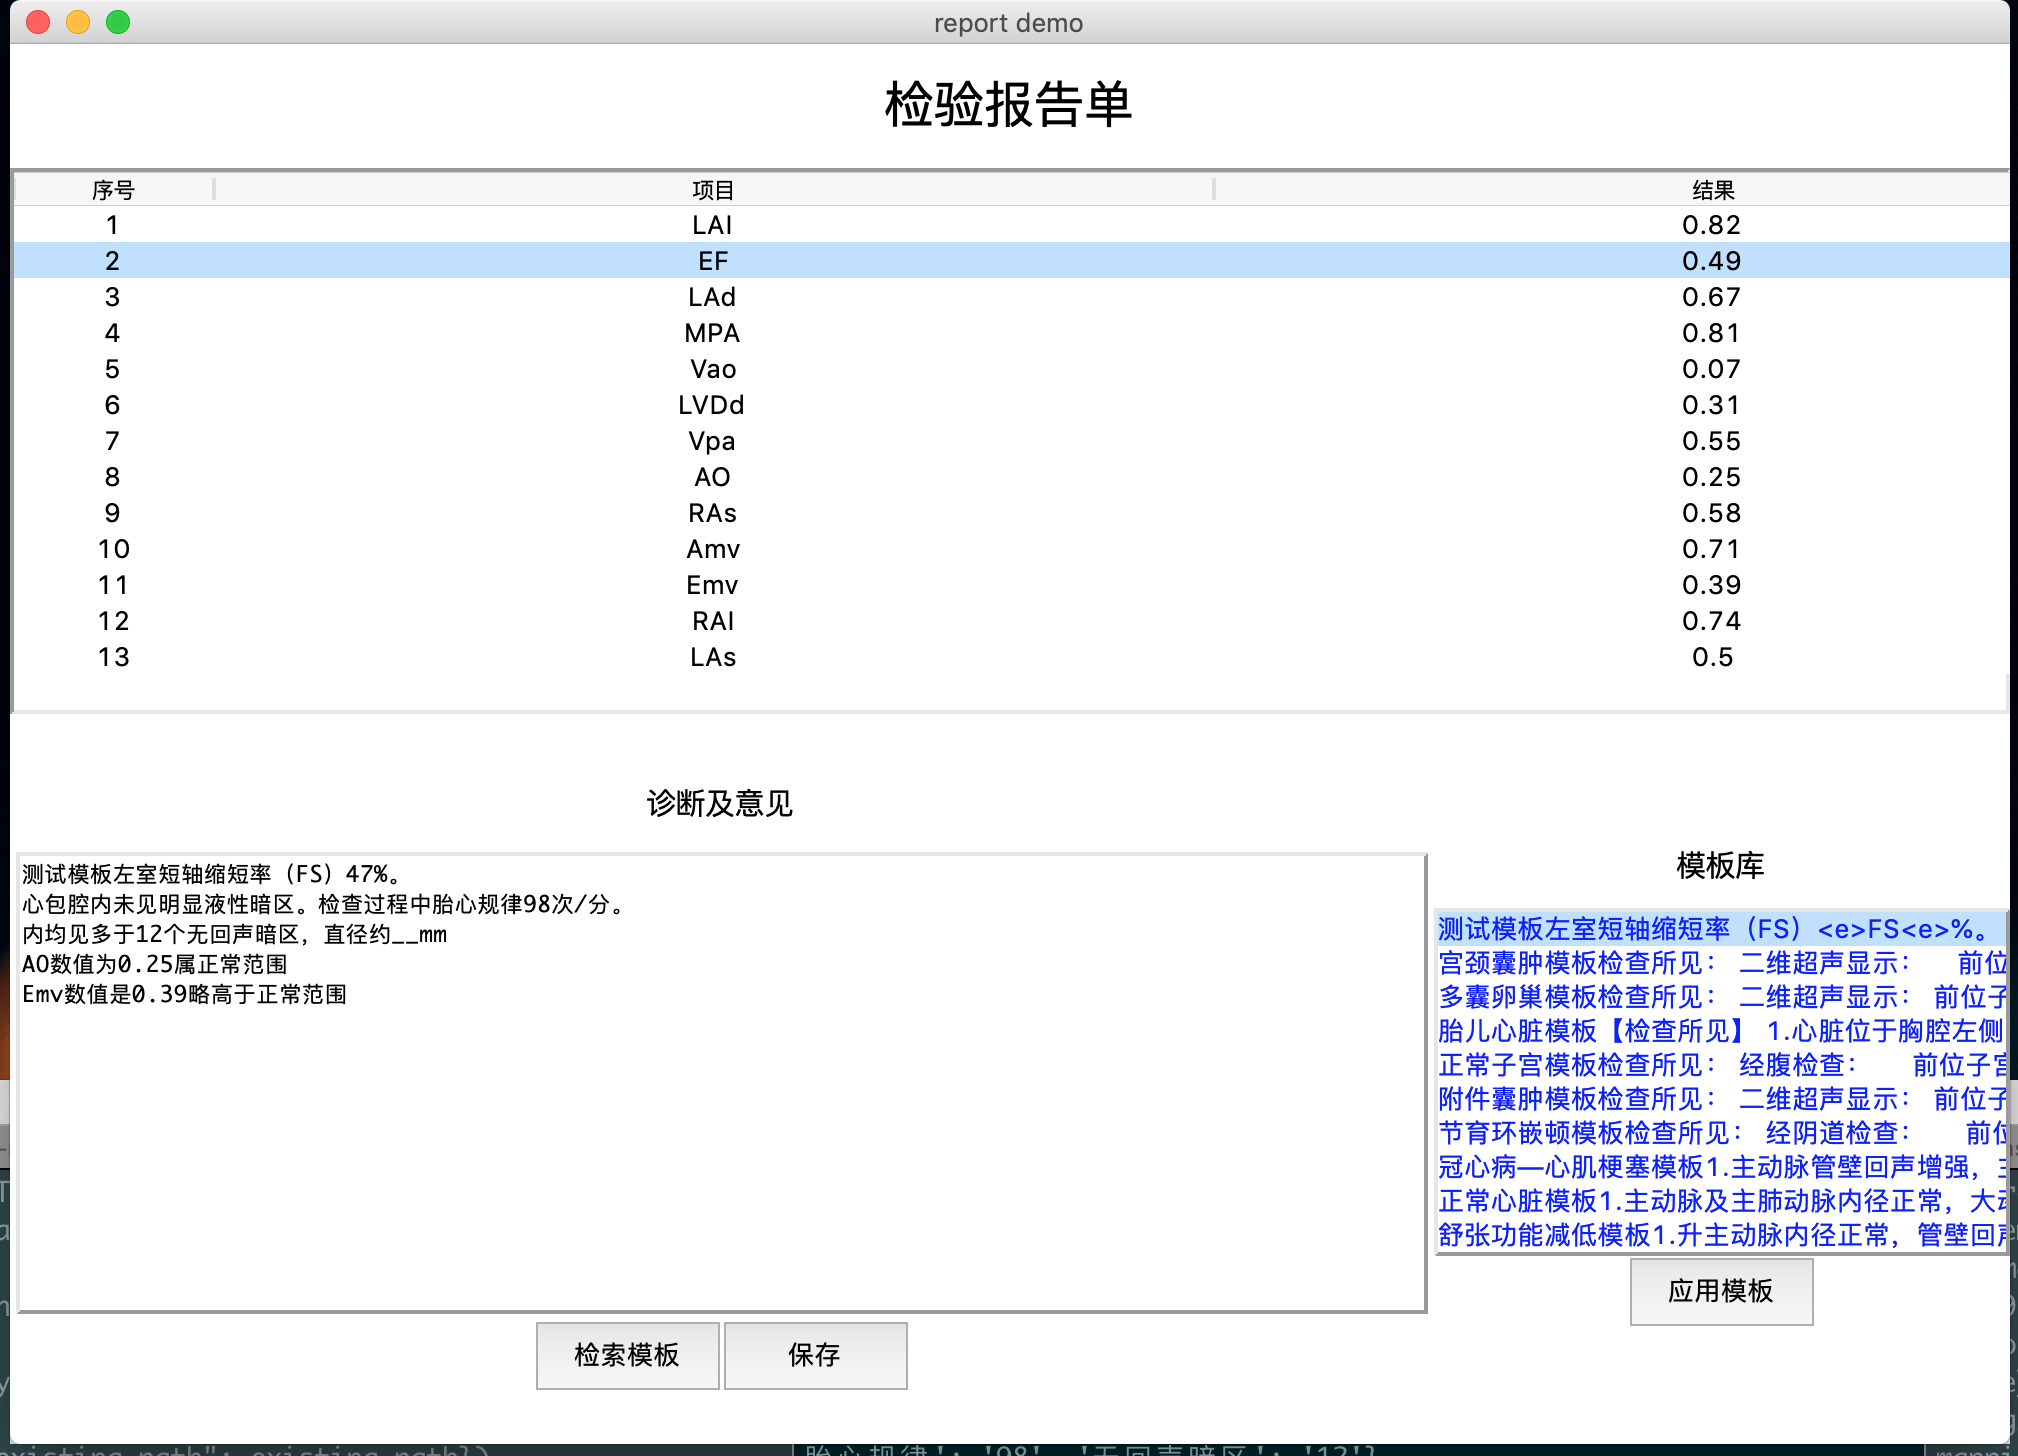 report demo
检验报告单
序号 项目 结果
1 LAI 0.82
2 EF 0.49
3 LAd 0.67
4 MPA 0.81
5 Vao 0.07
6 LVDd 0.31
7 Vpa 0.55
8 AO 0.25
9 RAs 0.58
10 Amv 0.71
11 Emv 0.39
12 RAI 0.74
13 LAs 0.5
诊断及意见
测试模板左室短轴缩短率（FS）47%。
心包腔内未见明显液性暗区。检查过程中胎心规律98次/分。
内均见多于12个无回声暗区，直径约__mm
AO数值为0.25属正常范围
Emv数值是0.39略高于正常范围
模板库
测试模板左室短轴缩短率（FS）<e>FS<e>%。
宫颈囊肿模板检查所见： 二维超声显示： 前位
多囊卵巢模板检查所见： 二维超声显示： 前位子
胎儿心脏模板【检查所见】 1.心脏位于胸腔左侧
正常子宫模板检查所见： 经腹检查： 前位子宫
附件囊肿模板检查所见： 二维超声显示： 前位子
节育环嵌顿模板检查所见： 经阴道检查： 前位
冠心病—心肌梗塞模板1.主动脉管壁回声增强，
正常心脏模板1.主动脉及主肺动脉内径正常，大
舒张功能减低模板1.升主动脉内径正常，管壁回
应用模板
检索模板 保存